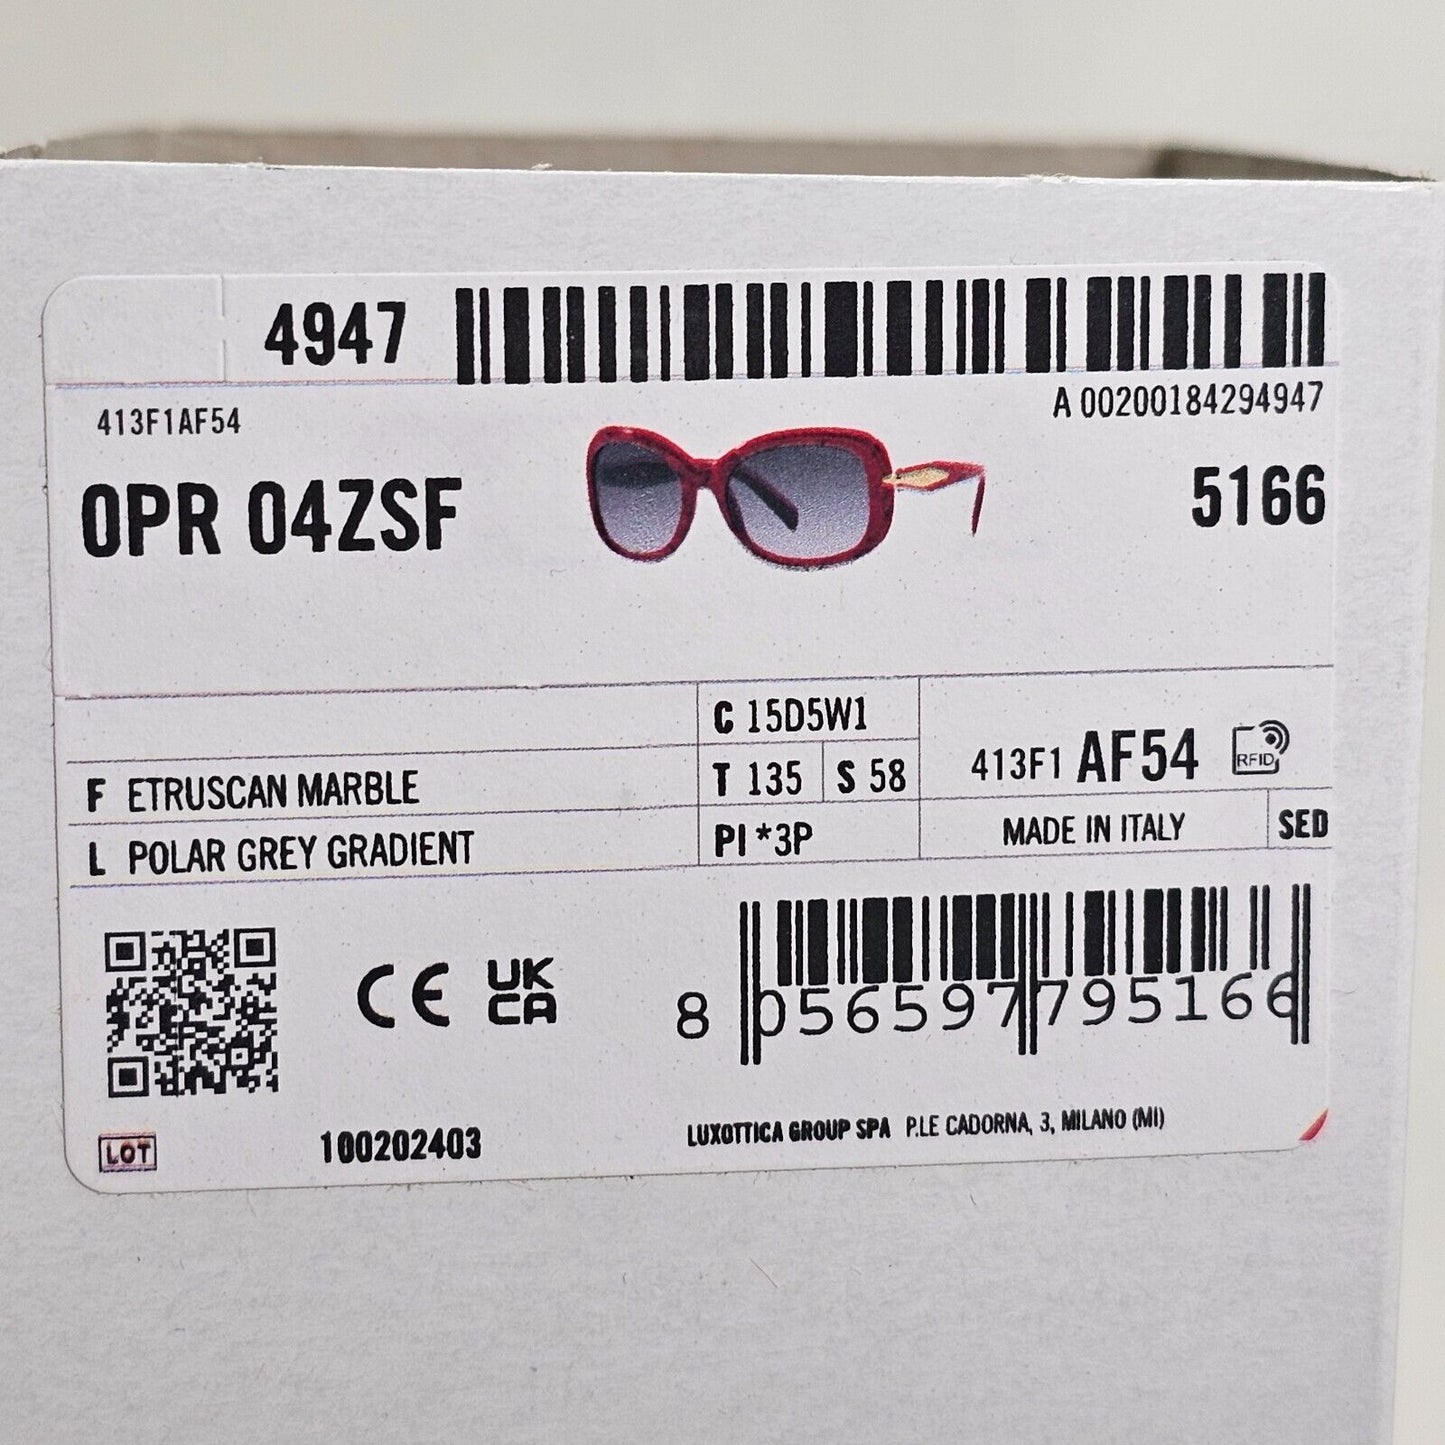 4947
A 00200184294947
413F1AF54
0PR 04ZSF
5166
C 15D5W1
F ETRUSCAN MARBLE
T 135 S 58
413F1 AF54 RFID
L POLAR GREY GRADIENT
PI *3P
MADE IN ITALY
SED
CE UK CA
8 056597 795166
LOT
100202403
LUXOTTICA GROUP SPA P.LE CADORNA, 3, MILANO (MI)